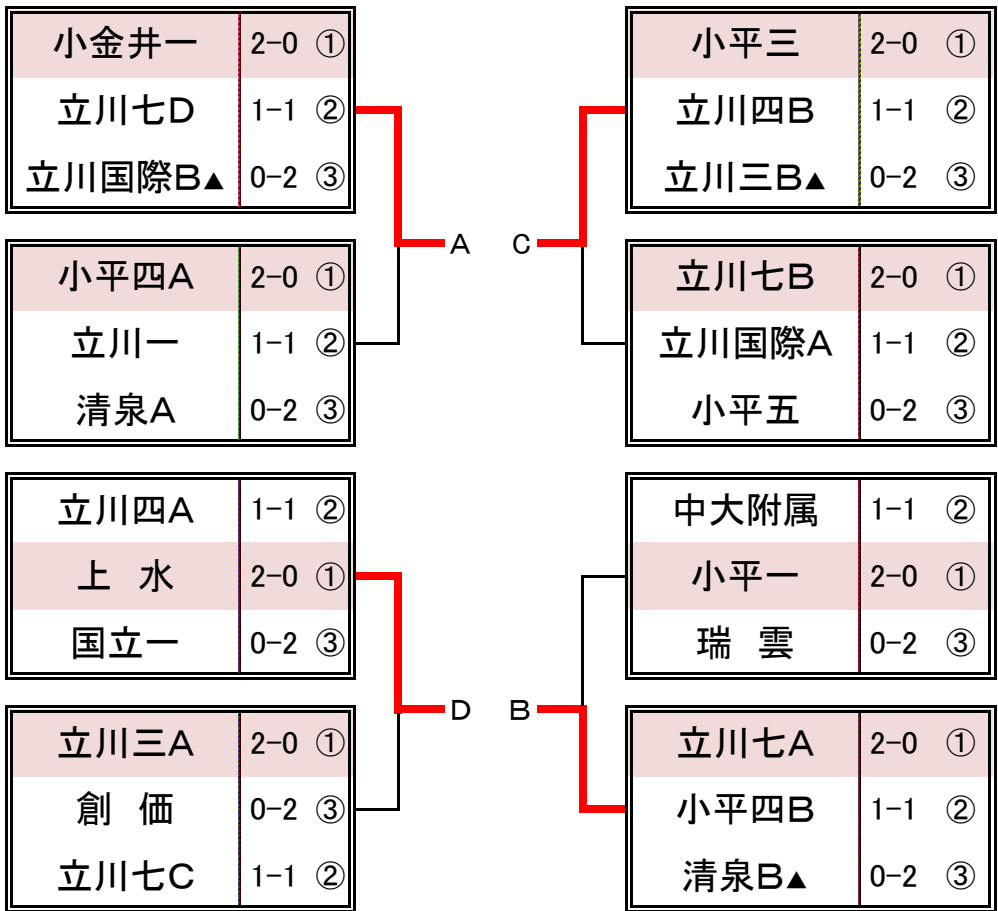 小金井一 2-0 ①
立川七D 1-1 ②
立川国際B▲ 0-2 ③
小平四A 2-0 ①
立川一 1-1 ②
清泉A 0-2 ③
A
立川四A 1-1 ②
上 水 2-0 ①
国立一 0-2 ③
立川三A 2-0 ①
創 価 0-2 ③
立川七C 1-1 ②
D
小平三 2-0 ①
立川四B 1-1 ②
立川三B▲ 0-2 ③
立川七B 2-0 ①
立川国際A 1-1 ②
小平五 0-2 ③
C
中大附属 1-1 ②
小平一 2-0 ①
瑞 雲 0-2 ③
立川七A 2-0 ①
小平四B 1-1 ②
清泉B▲ 0-2 ③
B